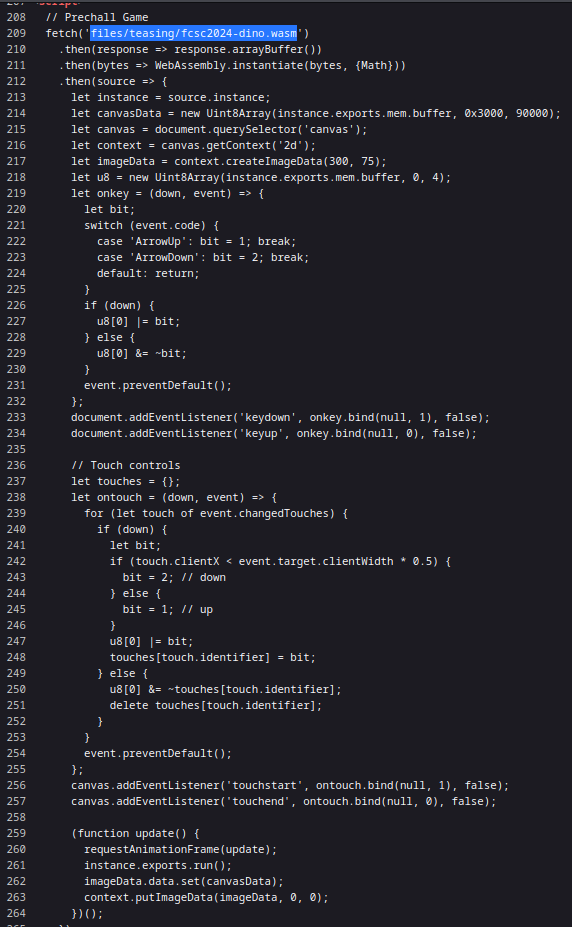 207 <script>
208 // Prechall Game
209 fetch('files/teasing/fcsc2024-dino.wasm')
210 .then(response => response.arrayBuffer())
211 .then(bytes => WebAssembly.instantiate(bytes, {Math}))
212 .then(source => {
213 let instance = source.instance;
214 let canvasData = new Uint8Array(instance.exports.mem.buffer, 0x3000, 90000);
215 let canvas = document.querySelector('canvas');
216 let context = canvas.getContext('2d');
217 let imageData = context.createImageData(300, 75);
218 let u8 = new Uint8Array(instance.exports.mem.buffer, 0, 4);
219 let onkey = (down, event) => {
220 let bit;
221 switch (event.code) {
222 case 'ArrowUp': bit = 1; break;
223 case 'ArrowDown': bit = 2; break;
224 default: return;
225 }
226 if (down) {
227 u8[0] |= bit;
228 } else {
229 u8[0] &= ~bit;
230 }
231 event.preventDefault();
232 };
233 document.addEventListener('keydown', onkey.bind(null, 1), false);
234 document.addEventListener('keyup', onkey.bind(null, 0), false);
235
236 // Touch controls
237 let touches = {};
238 let ontouch = (down, event) => {
239 for (let touch of event.changedTouches) {
240 if (down) {
241 let bit;
242 if (touch.clientX < event.target.clientWidth * 0.5) {
243 bit = 2; // down
244 } else {
245 bit = 1; // up
246 }
247 u8[0] |= bit;
248 touches[touch.identifier] = bit;
249 } else {
250 u8[0] &= ~touches[touch.identifier];
251 delete touches[touch.identifier];
252 }
253 }
254 event.preventDefault();
255 };
256 canvas.addEventListener('touchstart', ontouch.bind(null, 1), false);
257 canvas.addEventListener('touchend', ontouch.bind(null, 0), false);
258
259 (function update() {
260 requestAnimationFrame(update);
261 instance.exports.run();
262 imageData.data.set(canvasData);
263 context.putImageData(imageData, 0, 0);
264 })();
265 })